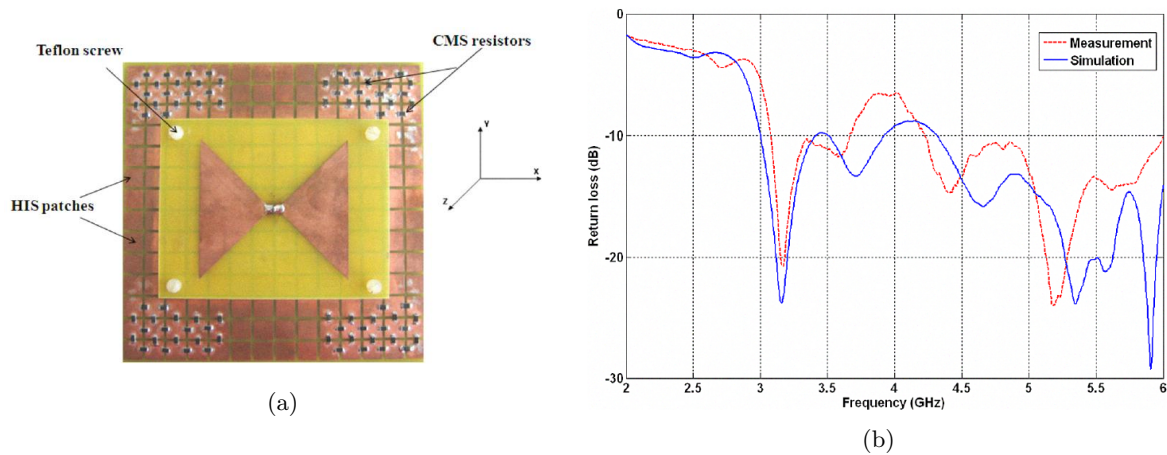 Teflon screw
CMS resistors
HIS patches
Y
X
Z
(a)
0
-10
-20
-30
Return loss (dB)
Measurement
Simulation
2
2.5
3
3.5
4
4.5
5
5.5
6
Frequency (GHz)
(b)